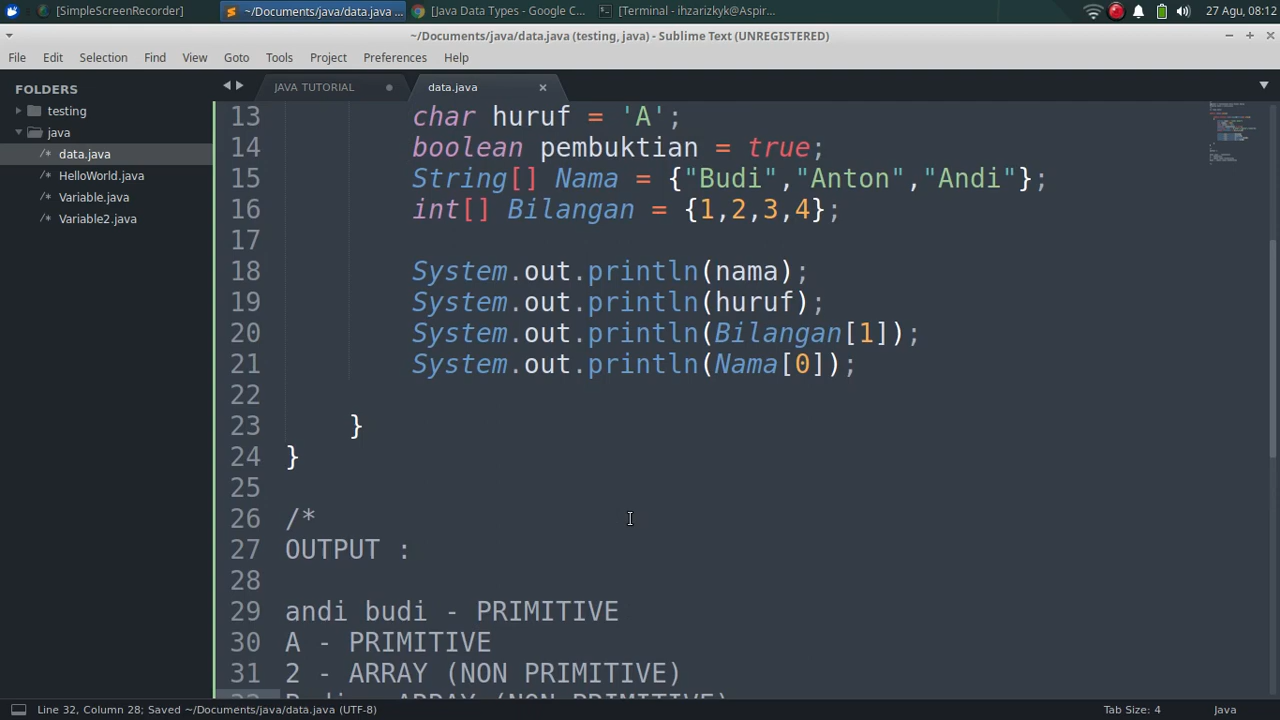 [SimpleScreenRecorder]
~/Documents/java/data.java ...
[Java Data Types - Google C...
[Terminal - ihzarizkyk@Aspir...
27 Agu, 08:12
~/Documents/java/data.java (testing, java) - Sublime Text (UNREGISTERED)
File Edit Selection View Goto Tools Project Preferences Help
FOLDERS
testing
java
/* data.java
/* HelloWorld.java
/* Variable.java
/* Variable2.java
JAVA TUTORIAL
data.java
13 char huruf = 'A';
14 boolean pembuktian = true;
15 String[] Nama = {"Budi","Anton","Andi"};
16 int[] Bilangan = {1,2,3,4};
17
18 System.out.println(nama);
19 System.out.println(huruf);
20 System.out.println(Bilangan[1]);
21 System.out.println(Nama[0]);
22
23 }
24 }
25
26 /*
27 OUTPUT :
28
29 andi budi - PRIMITIVE
30 A - PRIMITIVE
31 2 - ARRAY (NON PRIMITIVE)
32 Budi - ARRAY (NON PRIMITIVE)
Line 32, Column 28; Saved ~/Documents/java/data.java (UTF-8)
Tab Size: 4
Java